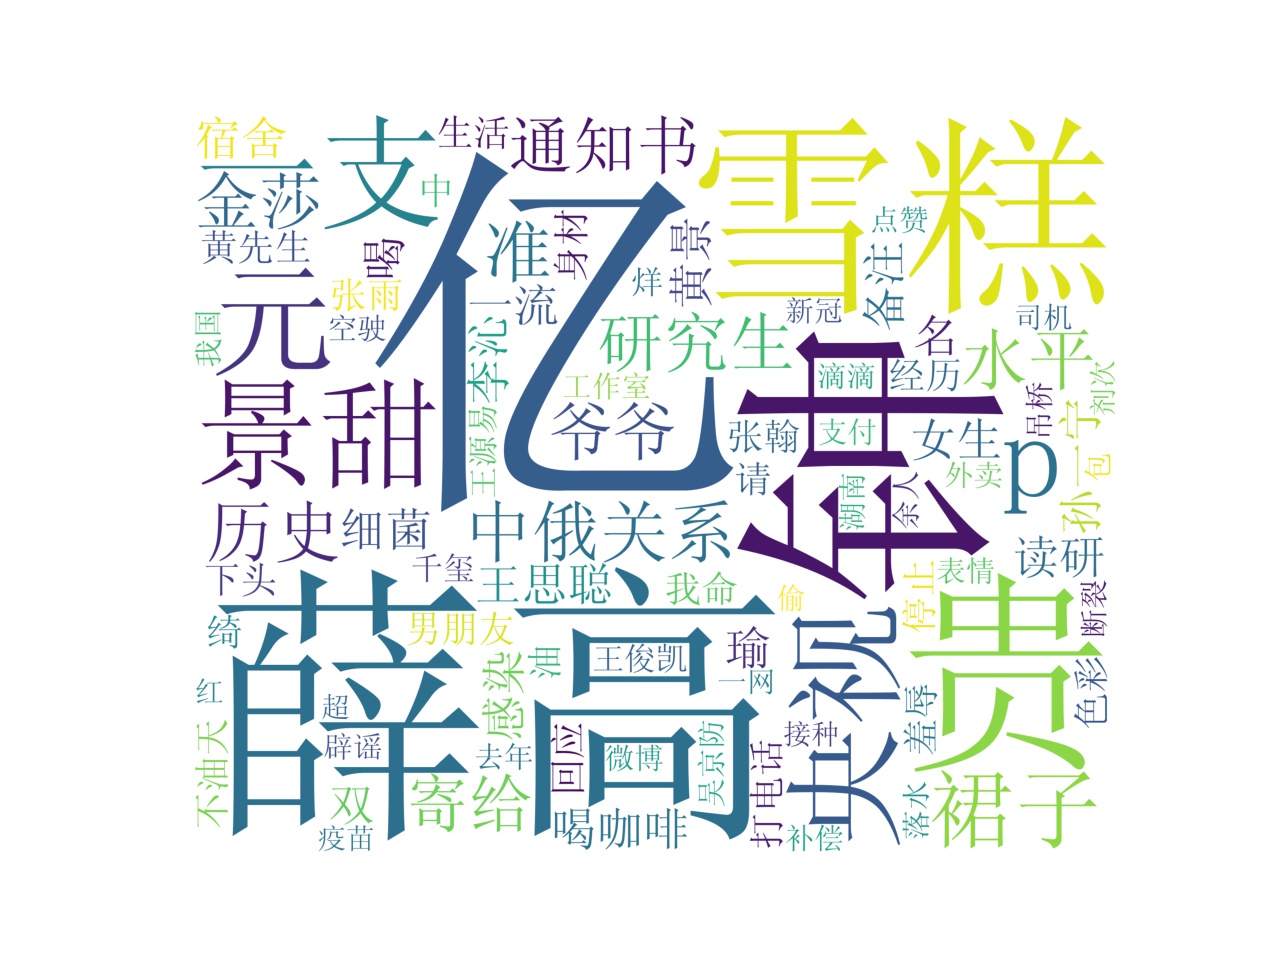 宿舍
支
生活
通知书
雪糕
金莎
中
亿
准
身材
黄景
点赞
黄先生
喝
备注
元
张雨
一流
烊
新冠
司机
我国
空驶
李沁
研究生
名
水平
钟
景甜
工作室
滴滴
经历
剂次
王源易
爷爷
张翰
支付
女生
吊桥
一字
请
湖南
余人
外卖
p
包
孙
历史
细菌
中俄关系
读研
下头
千玺
王思聪
我命
偷
停止
表情
贵
断裂
薛高
绮
男朋友
瑜
央视
感染
油
王俊凯
一网
红
超
羞辱
色彩
不油天
辟谣
去年
回应
微博
吴京防
打电话
接种
双
寄给
裙子
落水
疫苗
喝咖啡
补偿